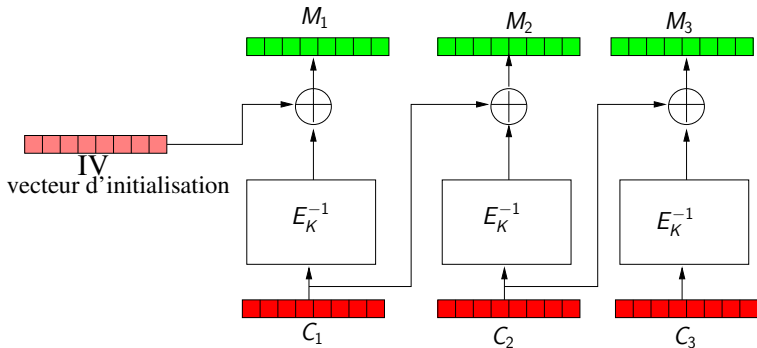 M₁ M₂ M₃
IV
vecteur d'initialisation
E_K^{-1} E_K^{-1} E_K^{-1}
C₁ C₂ C₃